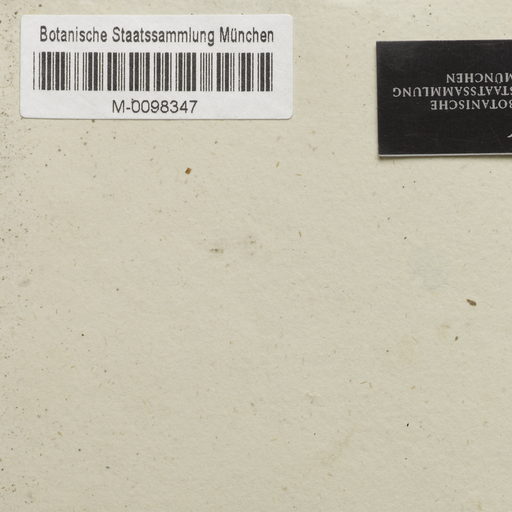 Botanische Staatssammlung München
M-0098347
BOTANISCHE
STAATSSAMMLUNG
MÜNCHEN